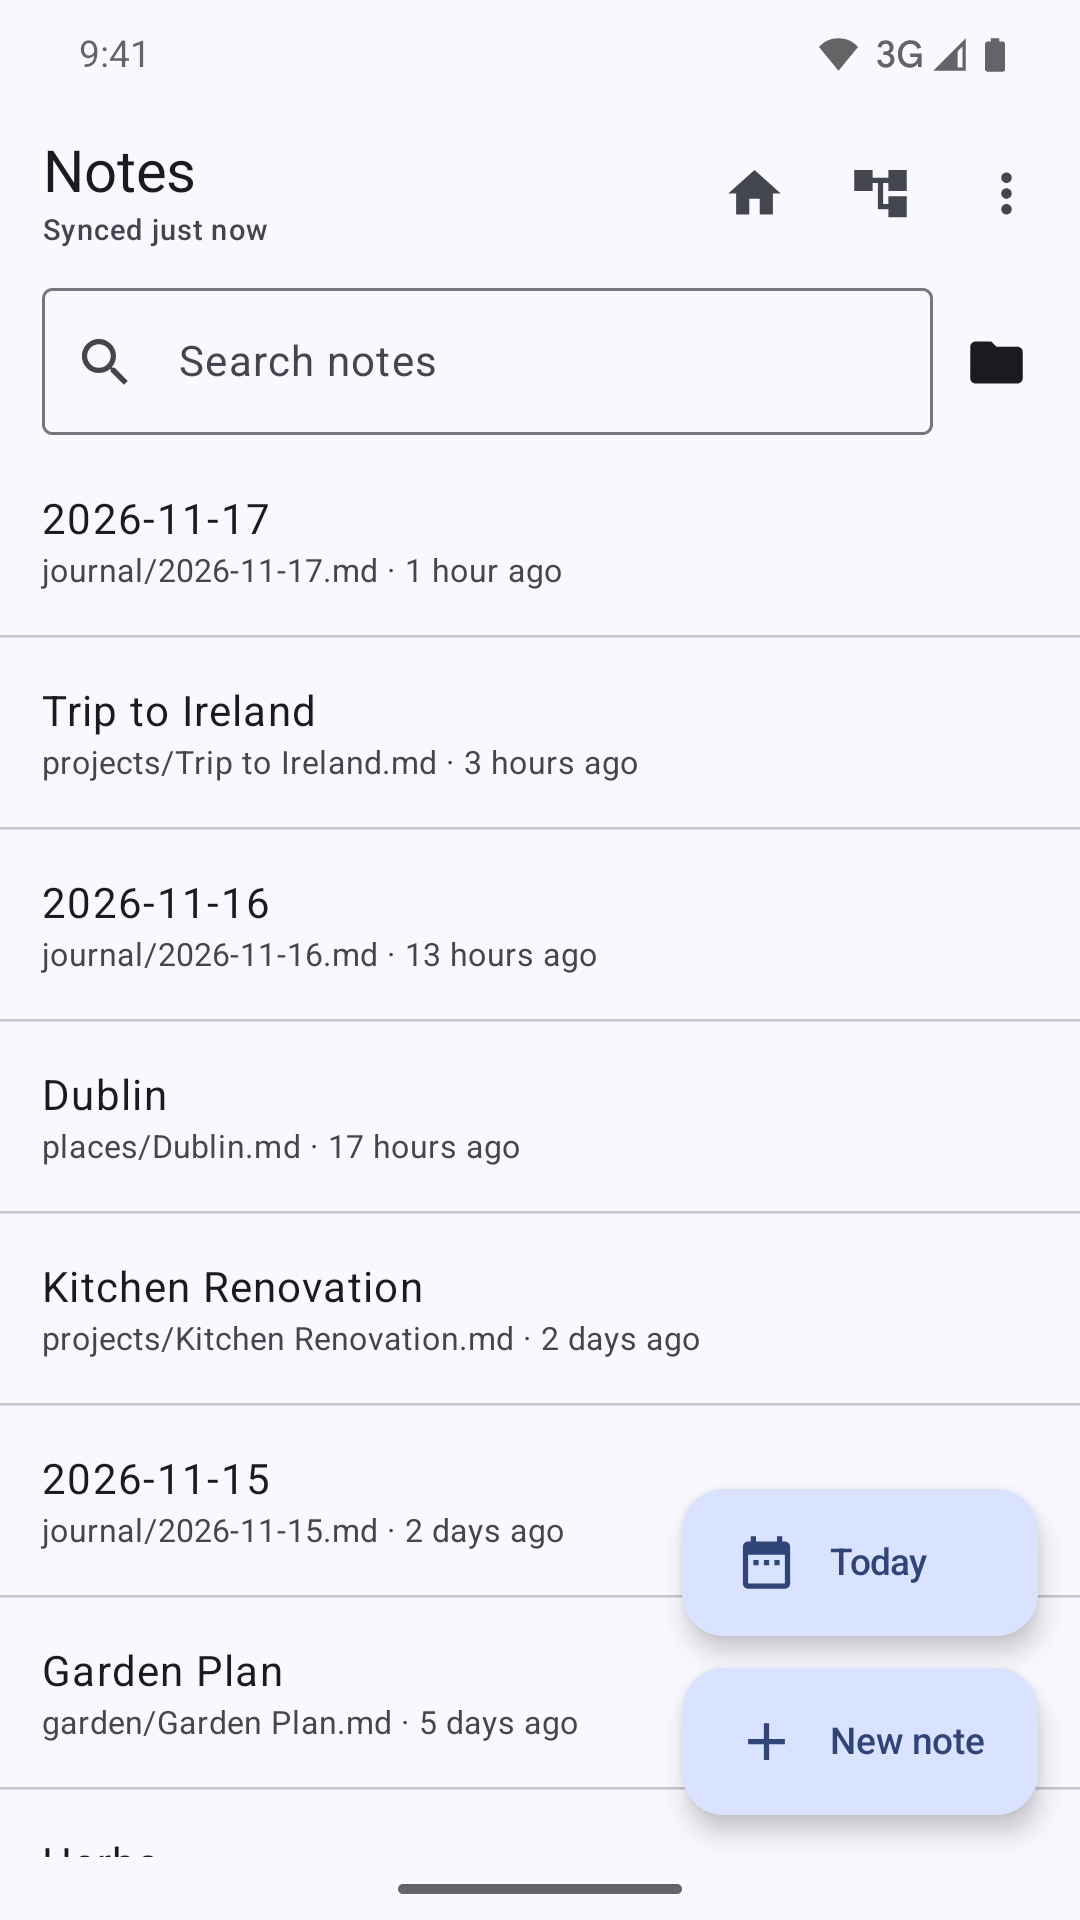 9:41
3G
Notes
Synced just now
Search notes
2026-11-17
journal/2026-11-17.md · 1 hour ago
Trip to Ireland
projects/Trip to Ireland.md · 3 hours ago
2026-11-16
journal/2026-11-16.md · 13 hours ago
Dublin
places/Dublin.md · 17 hours ago
Kitchen Renovation
projects/Kitchen Renovation.md · 2 days ago
2026-11-15
journal/2026-11-15.md · 2 days ago
Today
Garden Plan
garden/Garden Plan.md · 5 days ago
New note